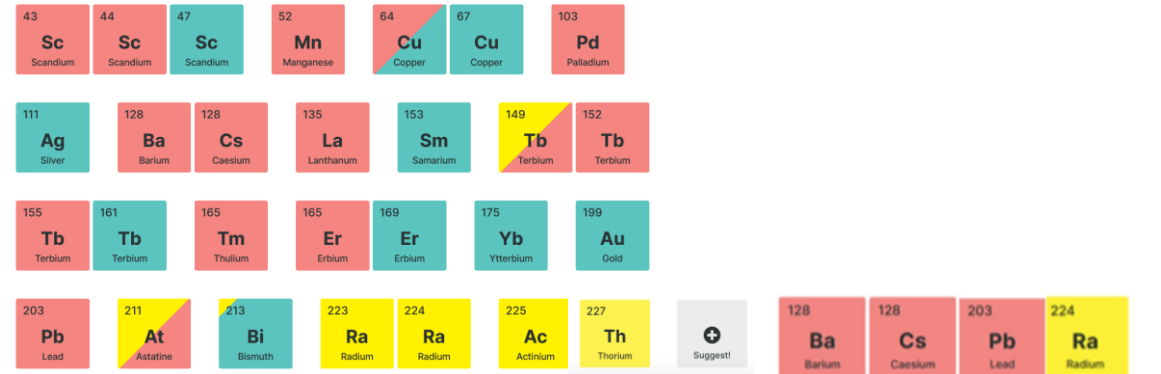 43 44 47 52 64 67 103
Sc Sc Sc Mn Cu Cu Pd
Scandium Scandium Scandium Manganese Copper Copper Palladium
111 128 128 135 153 149 152
Ag Ba Cs La Sm Tb Tb
Silver Barium Caesium Lanthanum Samarium Terbium Terbium
155 161 165 165 169 175 199
Tb Tb Tm Er Er Yb Au
Terbium Terbium Thulium Erbium Erbium Ytterbium Gold
203 211 213 223 224 225 227 128 128 203 224
Pb At Bi Ra Ra Ac Th Ba Cs Pb Ra
Lead Astatine Bismuth Radium Radium Actinium Thorium Suggest! Barium Caesium Lead Radium